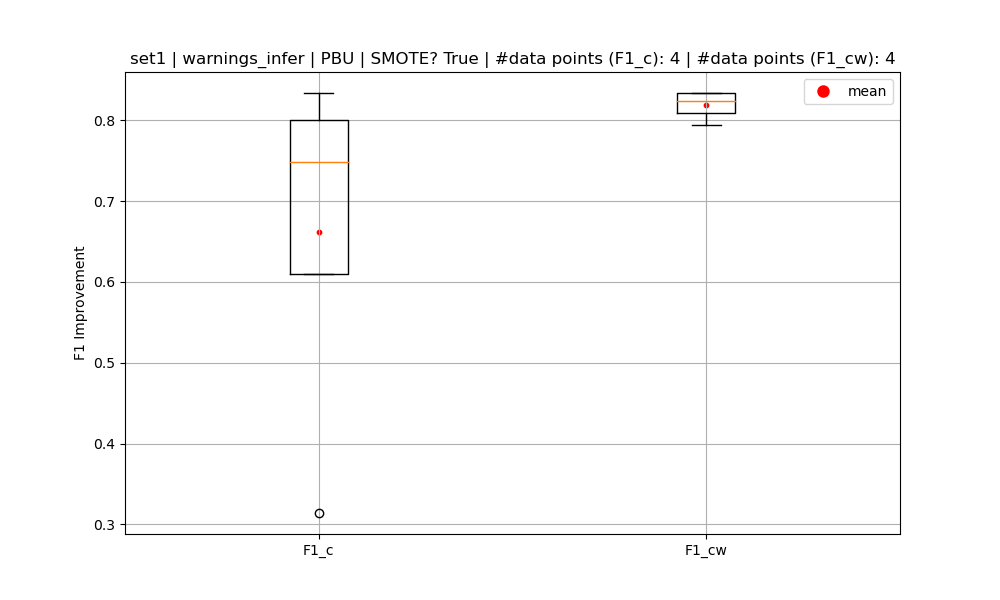 set1 | warnings_infer | PBU | SMOTE? True | #data points (F1_c): 4 | #data points (F1_cw): 4
mean
0.8
0.7
0.6
0.5
0.4
0.3
F1 Improvement
F1_c
F1_cw